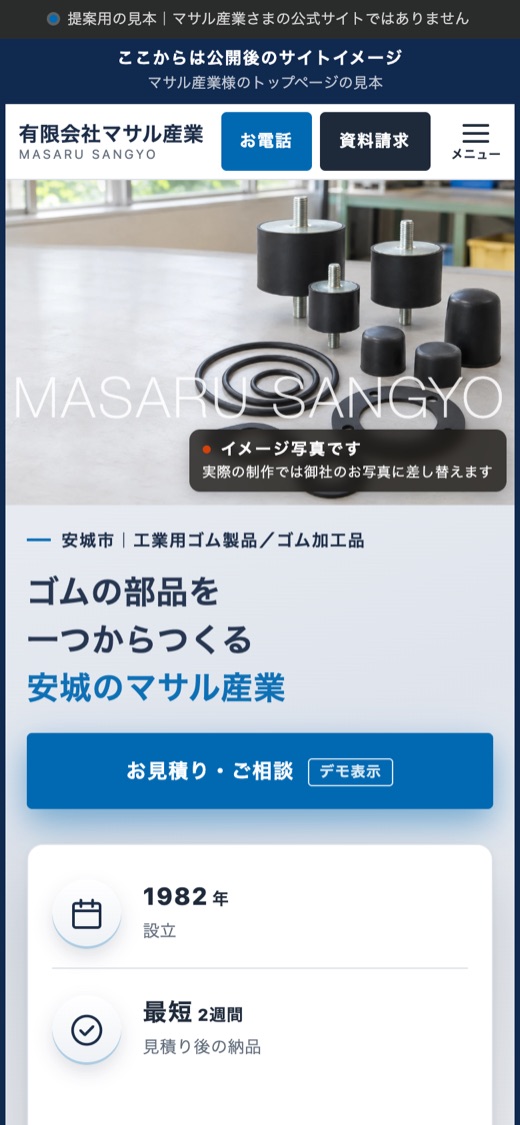 提案用の見本｜マサル産業さまの公式サイトではありません
ここからは公開後のサイトイメージ
マサル産業様のトップページの見本
有限会社マサル産業
MASARU SANGYO
お電話
資料請求
メニュー
MASARU SANGYO
イメージ写真です
実際の制作では御社のお写真に差し替えます
安城市｜工業用ゴム製品／ゴム加工品
ゴムの部品を
一つからつくる
安城のマサル産業
お見積り・ご相談 デモ表示
1982年
設立
最短 2週間
見積り後の納品